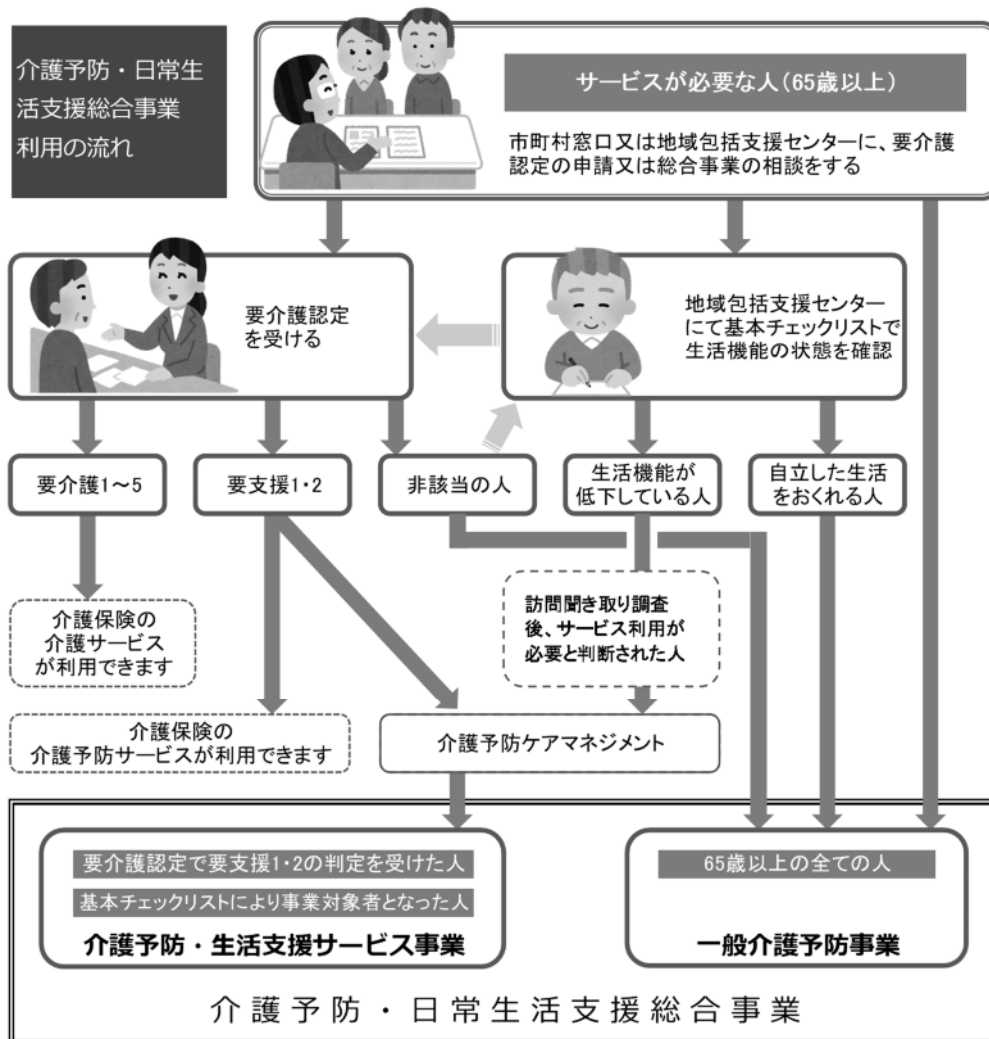 介護予防・日常生
活支援総合事業
利用の流れ
サービスが必要な人(65歳以上)
市町村窓口又は地域包括支援センターに、要介護
認定の申請又は総合事業の相談をする
要介護認定
を受ける
地域包括支援センター
にて基本チェックリストで
生活機能の状態を確認
要介護1～5
要支援1・2
非該当の人
生活機能が
低下している人
自立した生活
をおくれる人
介護保険の
介護サービス
が利用できます
訪問聞き取り調査
後、サービス利用が
必要と判断された人
介護保険の
介護予防サービスが利用できます
介護予防ケアマネジメント
要介護認定で要支援1・2の判定を受けた人
基本チェックリストにより事業対象者となった人
介護予防・生活支援サービス事業
65歳以上の全ての人
一般介護予防事業
介護予防・日常生活支援総合事業